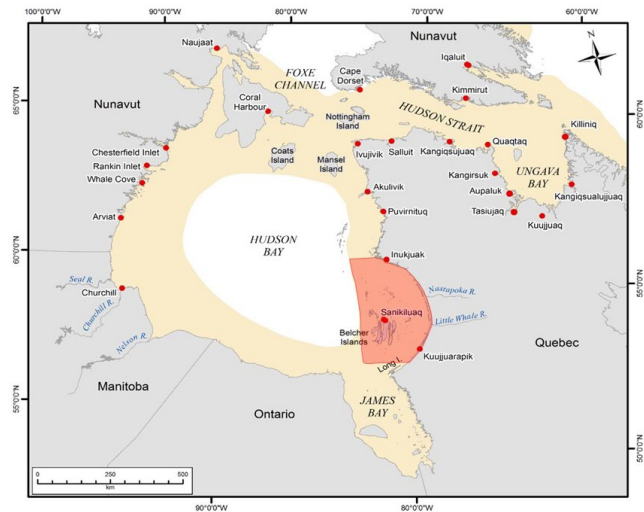 100°0'0"W
90°0'0"W
80°0'0"W
70°0'0"W
60°0'0"W
Naujaat
Nunavut
N
FOXE
CHANNEL
Cape
Dorset
Iqaluit
65°0'0"N
60°0'0"N
Nunavut
Coral
Harbour
Kimmirut
Nottingham
Island
HUDSON STRAIT
Killiniq
Chesterfield Inlet
Rankin Inlet
Whale Cove
Coats
Island
Mansel
Island
Ivujivik
Salluit
Kangiqsujuaq
Quaqtaq
UNGAVA
BAY
Kangirsuk
Aupaluk
Kangiqsualujjuaq
Akulivik
Tasiujaq
Kuujjuaq
Arviat
Puvirnituq
60°0'0"N
HUDSON
BAY
Inukjuak
55°0'0"N
Seal R.
Churchill
Churchill R.
Nelson R.
Nastapoka R.
Sanikiluaq
Little Whale R.
Belcher
Islands
Quebec
Kuujjuarapik
Long I.
Manitoba
55°0'0"N
Ontario
JAMES
BAY
50°0'0"N
0 250 500
km
90°0'0"W
80°0'0"W